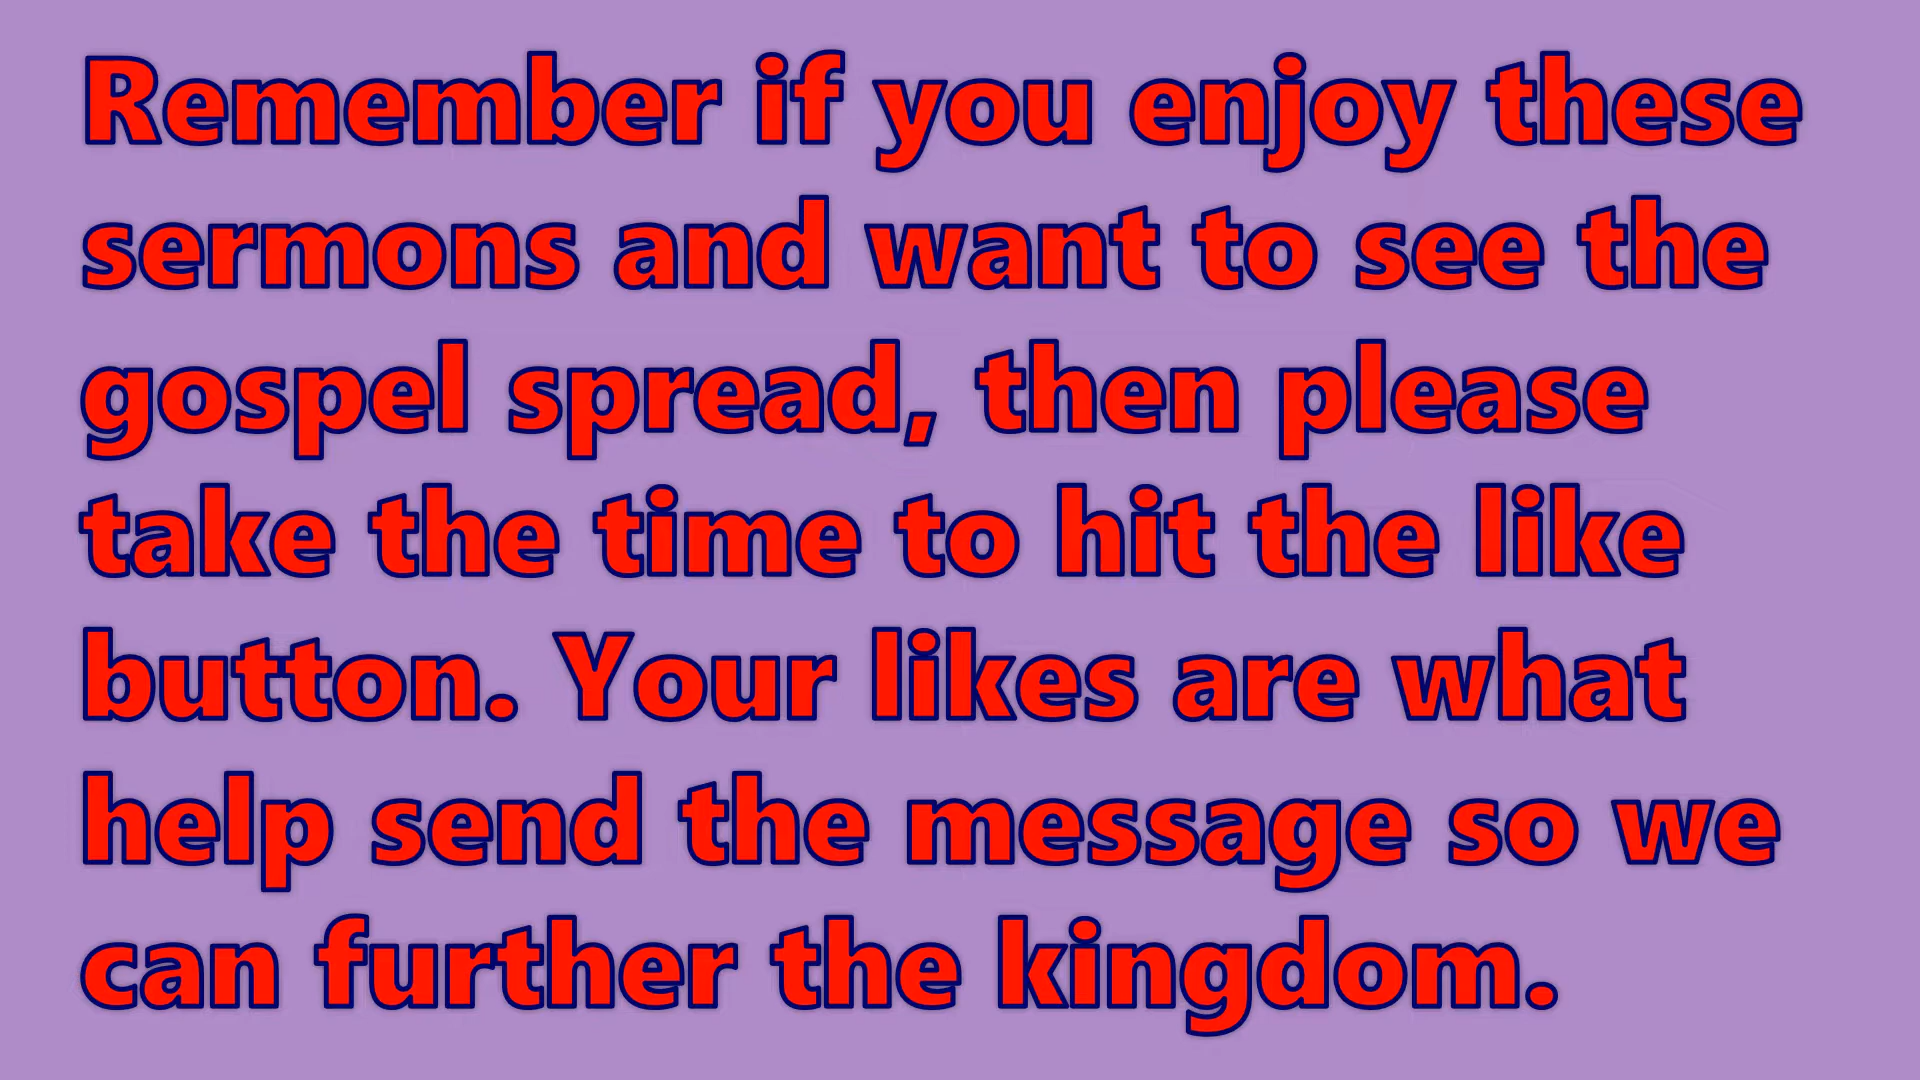 Remember if you enjoy these
sermons and want to see the
gospel spread, then please
take the time to hit the like
button. Your likes are what
help send the message so we
can further the kingdom.